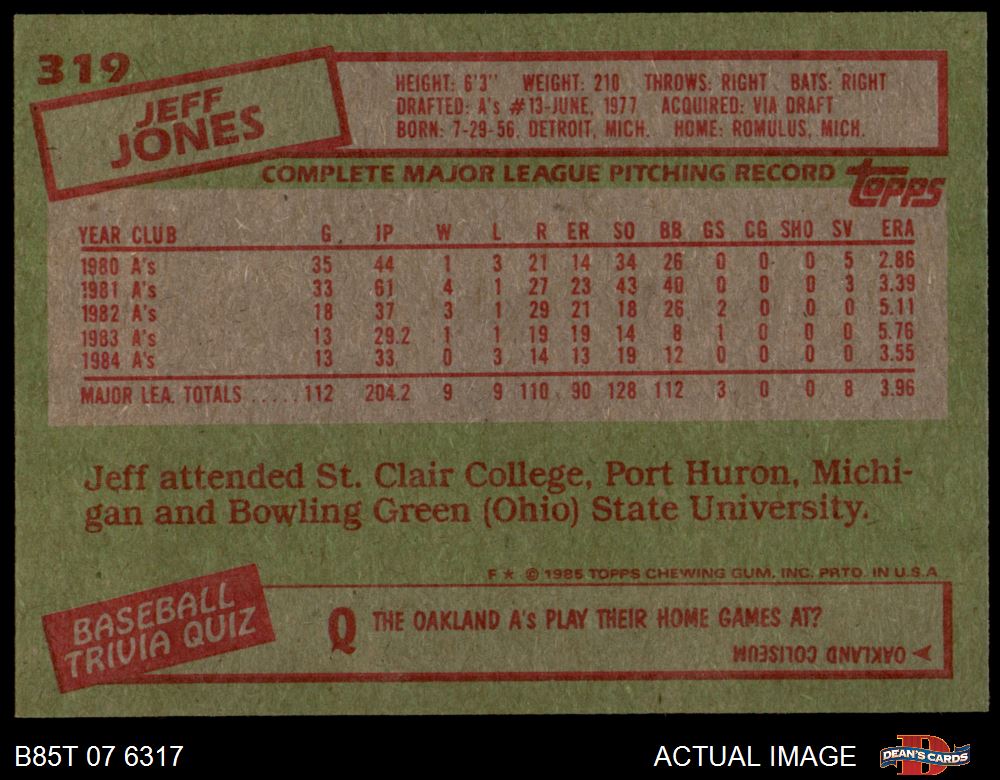 319
JEFF
JONES
HEIGHT: 6'3'' WEIGHT: 210 THROWS: RIGHT BATS: RIGHT
DRAFTED: A's #13-JUNE, 1977 ACQUIRED: VIA DRAFT
BORN: 7-29-56, DETROIT, MICH. HOME: ROMULUS, MICH.
COMPLETE MAJOR LEAGUE PITCHING RECORD
TOPPS
YEAR CLUB G IP W L R ER SO BB GS CG SHO SV ERA
1980 A's 35 44 1 3 21 14 34 26 0 0 0 5 2.86
1981 A's 33 61 4 1 27 23 43 40 0 0 0 3 3.39
1982 A's 18 37 3 1 29 21 18 26 2 0 0 0 5.11
1983 A's 13 29.2 1 1 19 19 14 8 1 0 0 0 5.76
1984 A's 13 33 0 3 14 13 19 12 0 0 0 0 3.55
MAJOR LEA. TOTALS .....112 204.2 9 9 110 90 128 112 3 0 0 8 3.96
Jeff attended St. Clair College, Port Huron, Michi-
gan and Bowling Green (Ohio) State University.
F★ © 1985 TOPPS CHEWING GUM, INC. PRTD. IN U.S.A
BASEBALL
TRIVIA QUIZ
Q THE OAKLAND A's PLAY THEIR HOME GAMES AT?
OAKLAND COLISEUM
B85T 07 6317
ACTUAL IMAGE
D
DEAN'S CARDS